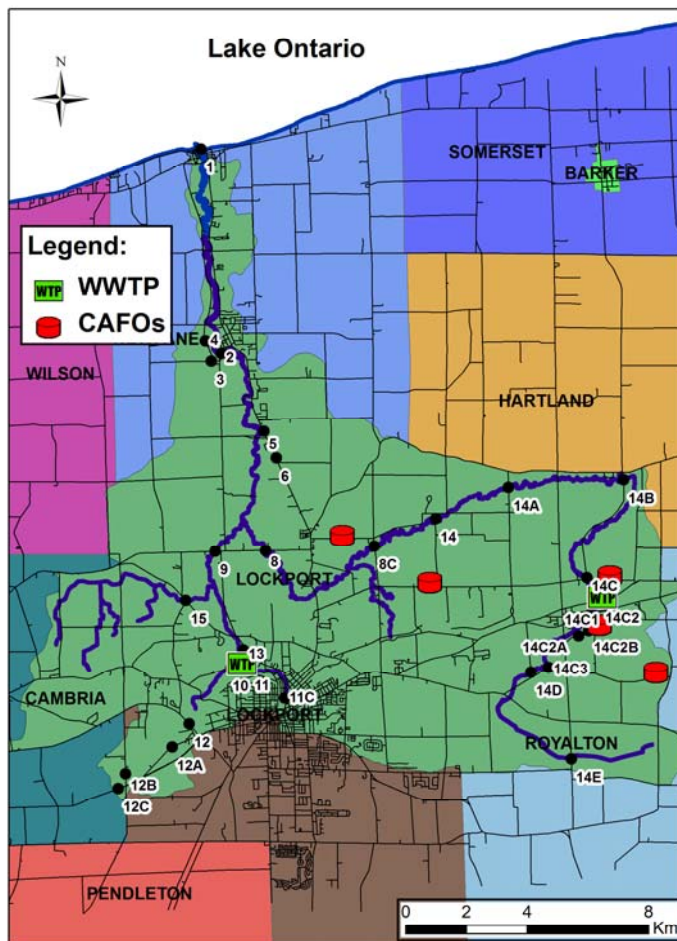 Lake Ontario
N
SOMERSET
BARKER
1
Legend:
WTP WWTP
CAFOs
4
ANE
2
3
WILSON
HARTLAND
5
6
14B
14A
14
8C
8
9
LOCKPORT
14C
WTP
15
14C1
14C2
13
14C2A
14C2B
WTP
14C3
10
11
14D
CAMBRIA
11C
LOCKPORT
12
ROYALTON
12A
14E
12B
12C
PENDLETON
0 2 4 8
Km